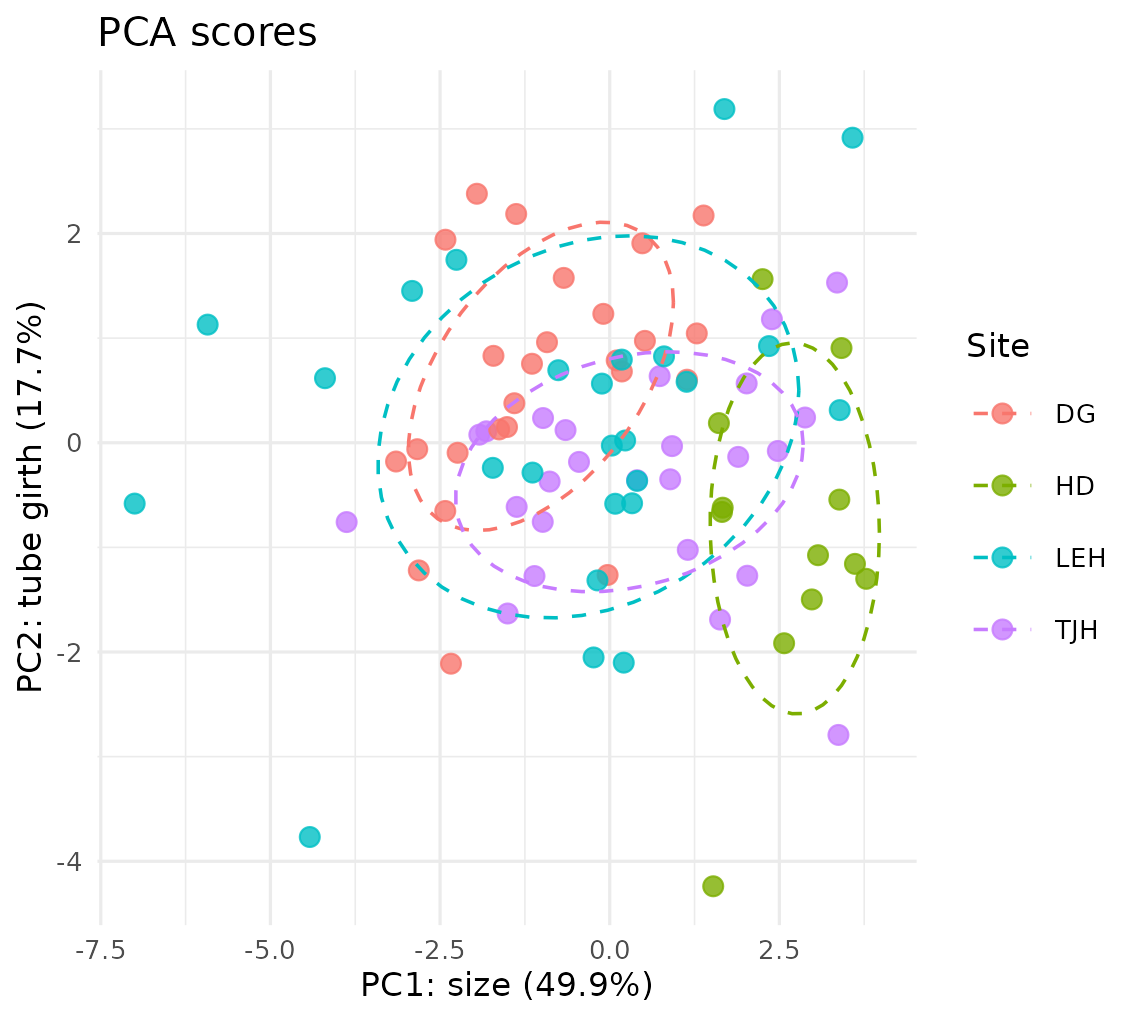 PCA scores
PC2: tube girth (17.7%)
2
0
-2
-4
-7.5
-5.0
-2.5
0.0
2.5
PC1: size (49.9%)
Site
DG
HD
LEH
TJH